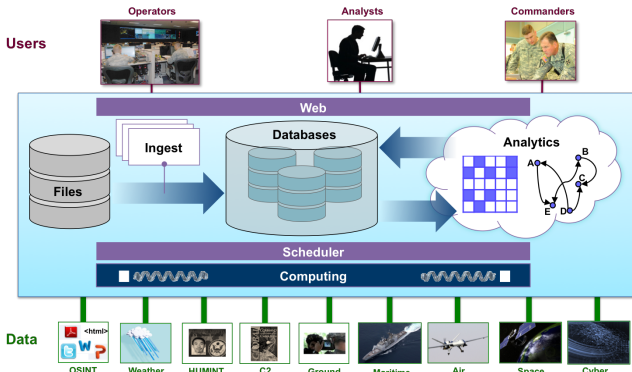 Operators
Analysts
Commanders
Users
Web
Ingest
Databases
Analytics
Files
A
B
C
E
D
Scheduler
Computing
Data
<html>
W
P
OSINT
Weather
HUMINT
C2
Ground
Maritime
Air
Space
Cyber